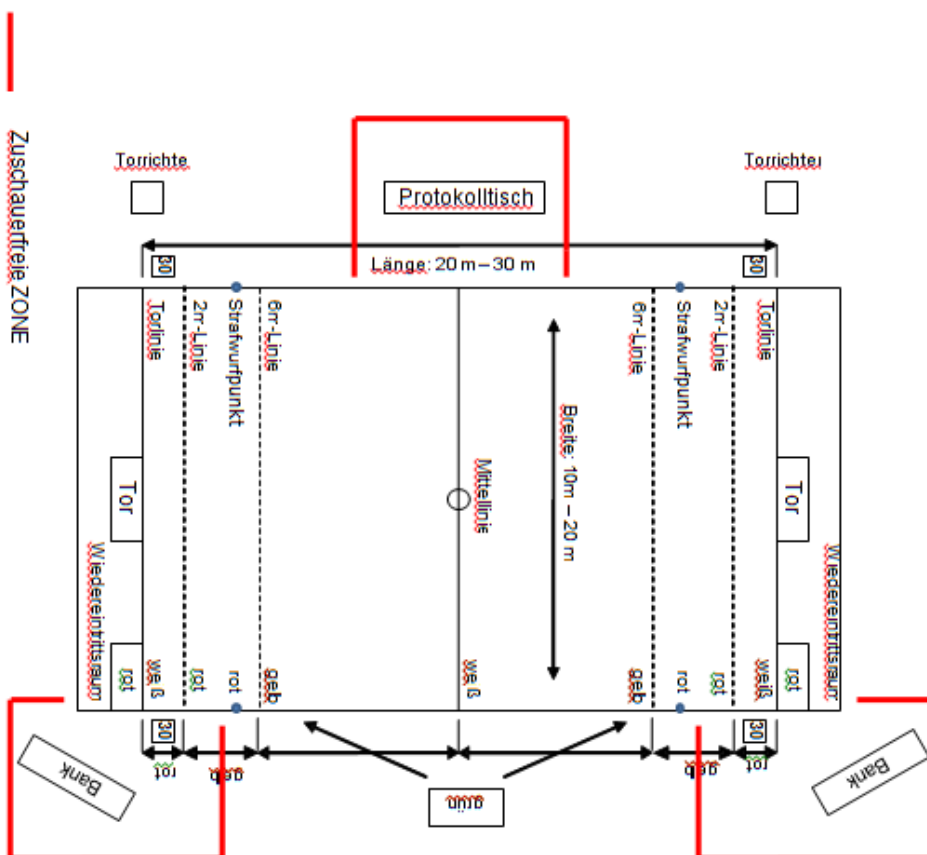 Zuschauerfreie ZONE
Torrichte
Torrichter
Protokolltisch
30
30
Länge: 20 m – 30 m
Torlinie
2m-Linie
Strafwurfpunkt
6m-Linie
6m-Linie
Strafwurfpunkt
2m-Linie
Torlinie
Breite: 10m – 20 m
Mittellinie
Tor
Tor
Wiedereintrittsraum
Wiedereintrittsraum
rot
weiß
rot
gelb
weiß
gelb
rot
rot
weiß
rot
30
30
rot
gelb
gelb
rot
Bank
grün
Bank